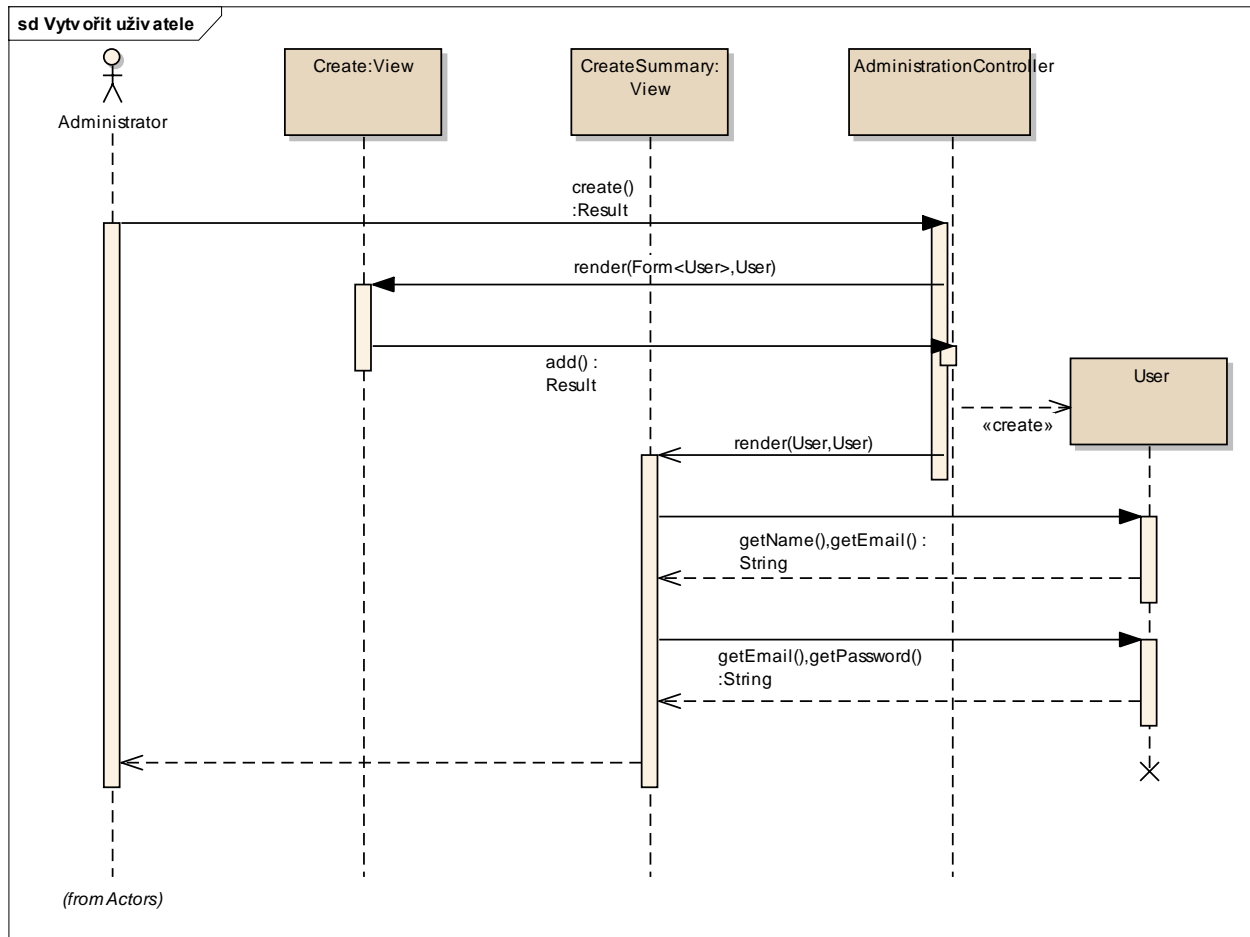 sd Vytvořit uživatele
Administrator
Create:View
CreateSummary:
View
AdministrationController
create()
:Result
render(Form<User>,User)
add() :
Result
User
«create»
render(User,User)
getName(),getEmail() :
String
getEmail(),getPassword()
:String
(from Actors)